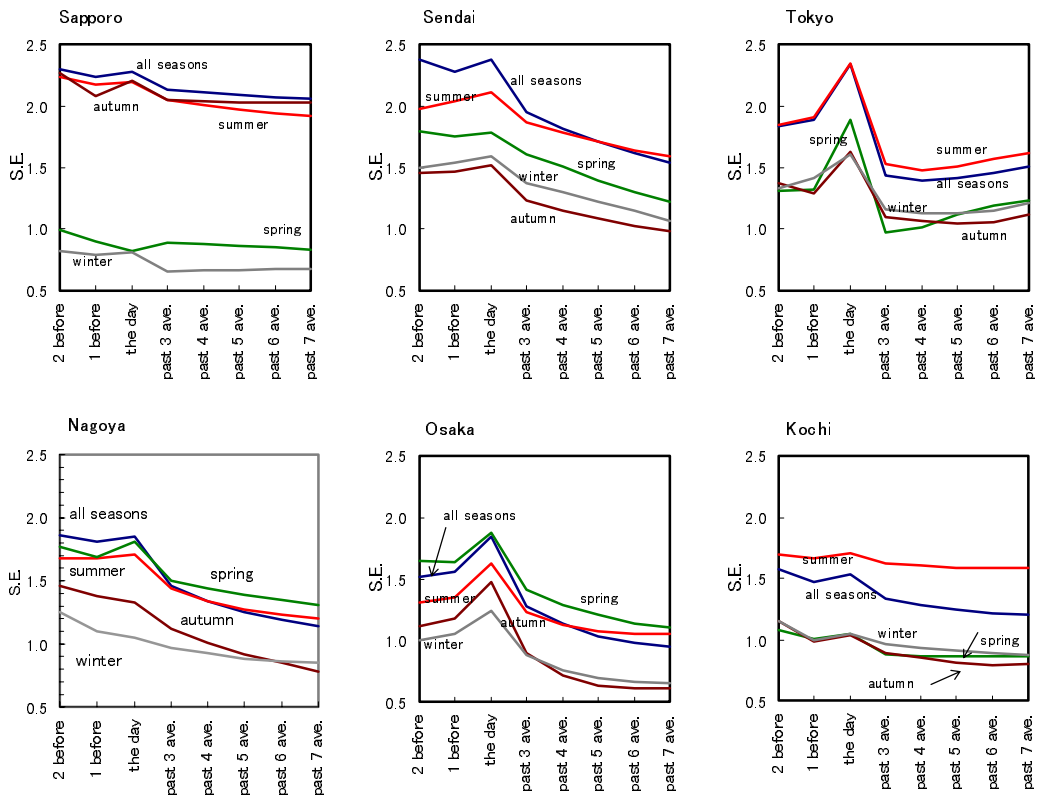 Sapporo
2.5
2.0
1.5
1.0
0.5
S.E.
all seasons
autumn
summer
spring
winter
2 before
1 before
the day
past 3 ave.
past 4 ave.
past 5 ave.
past 6 ave.
past 7 ave.
Sendai
2.5
2.0
1.5
1.0
0.5
S.E.
all seasons
summer
spring
winter
autumn
2 before
1 before
the day
past 3 ave.
past 4 ave.
past 5 ave.
past 6 ave.
past 7 ave.
Tokyo
2.5
2.0
1.5
1.0
0.5
S.E.
spring
summer
all seasons
winter
autumn
2 before
1 before
the day
past 3 ave.
past 4 ave.
past 5 ave.
past 6 ave.
past 7 ave.
Nagoya
2.5
2.0
1.5
1.0
0.5
S.E.
all seasons
summer
spring
autumn
winter
2 before
1 before
the day
past 3 ave.
past 4 ave.
past 5 ave.
past 6 ave.
past 7 ave.
Osaka
2.5
2.0
1.5
1.0
0.5
S.E.
all seasons
summer
spring
autumn
winter
2 before
1 before
the day
past 3 ave.
past 4 ave.
past 5 ave.
past 6 ave.
past 7 ave.
Kochi
2.5
2.0
1.5
1.0
0.5
S.E.
summer
all seasons
winter
spring
autumn
2 before
1 before
the day
past 3 ave.
past 4 ave.
past 5 ave.
past 6 ave.
past 7 ave.